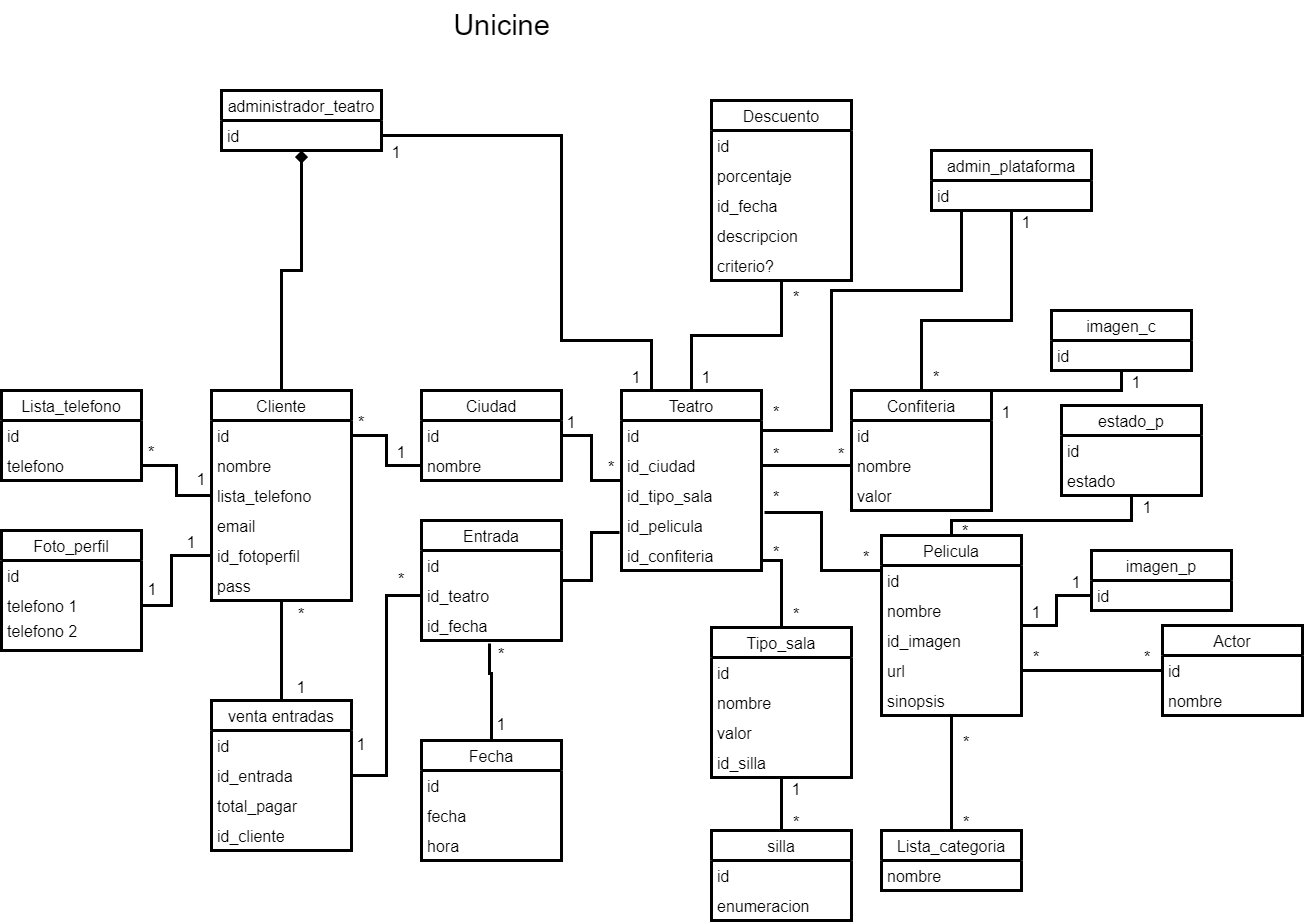 Unicine
administrador_teatro
id
1
Descuento
id
porcentaje
id_fecha
descripcion
criterio?
*
admin_plataforma
id
1
imagen_c
id
1
Lista_telefono
id
telefono
*
1
Cliente
id
nombre
lista_telefono
email
id_fotoperfil
pass
*
1
Ciudad
id
nombre
1
*
1
1
Teatro
id
id_ciudad
id_tipo_sala
id_pelicula
id_confiteria
*
*
*
*
*
*
Confiteria
id
nombre
valor
*
1
estado_p
id
estado
1
*
Foto_perfil
id
telefono 1
telefono 2
1
1
Entrada
id
id_teatro
id_fecha
*
*
1
Pelicula
id
nombre
id_imagen
url
sinopsis
1
1
*
*
*
imagen_p
id
Actor
id
nombre
*
1
venta entradas
id
id_entrada
total_pagar
id_cliente
1
Fecha
id
fecha
hora
Tipo_sala
id
nombre
valor
id_silla
1
*
silla
id
enumeracion
*
Lista_categoria
nombre